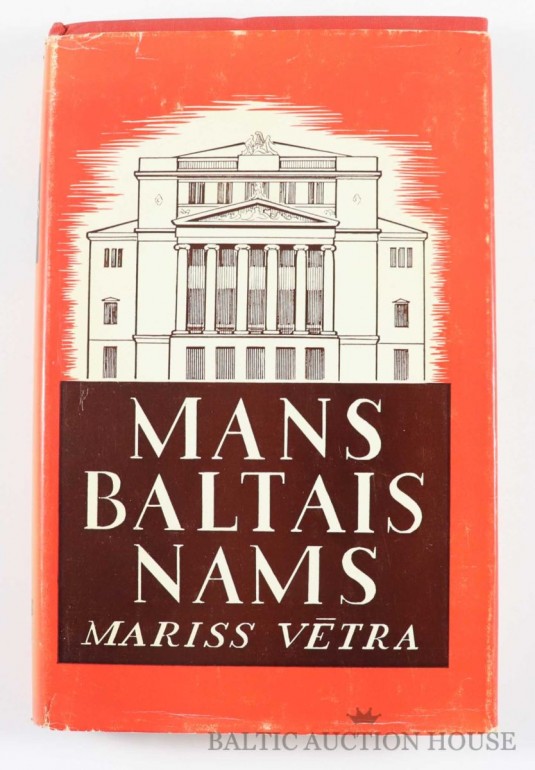 MANS
BALTAIS
NAMS
MARISS VĒTRA
BALTIC AUCTION HOUSE